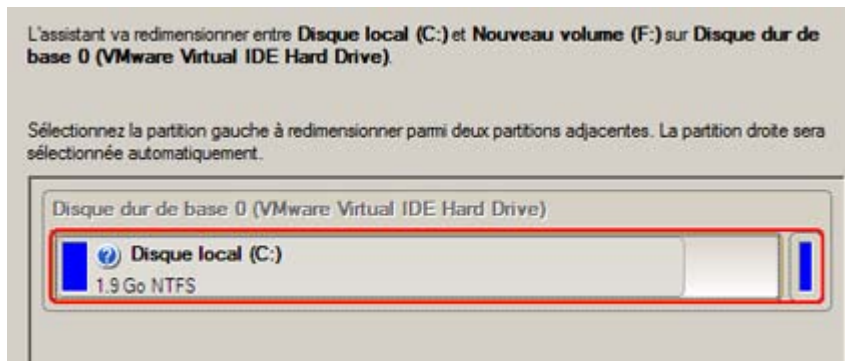 L'assistant va redimensionner entre Disque local (C:) et Nouveau volume (F:) sur Disque dur de
base 0 (VMware Virtual IDE Hard Drive).
Sélectionnez la partition gauche à redimensionner parmi deux partitions adjacentes. La partition droite sera
sélectionnée automatiquement.
Disque dur de base 0 (VMware Virtual IDE Hard Drive)
Disque local (C:)
1.9 Go NTFS